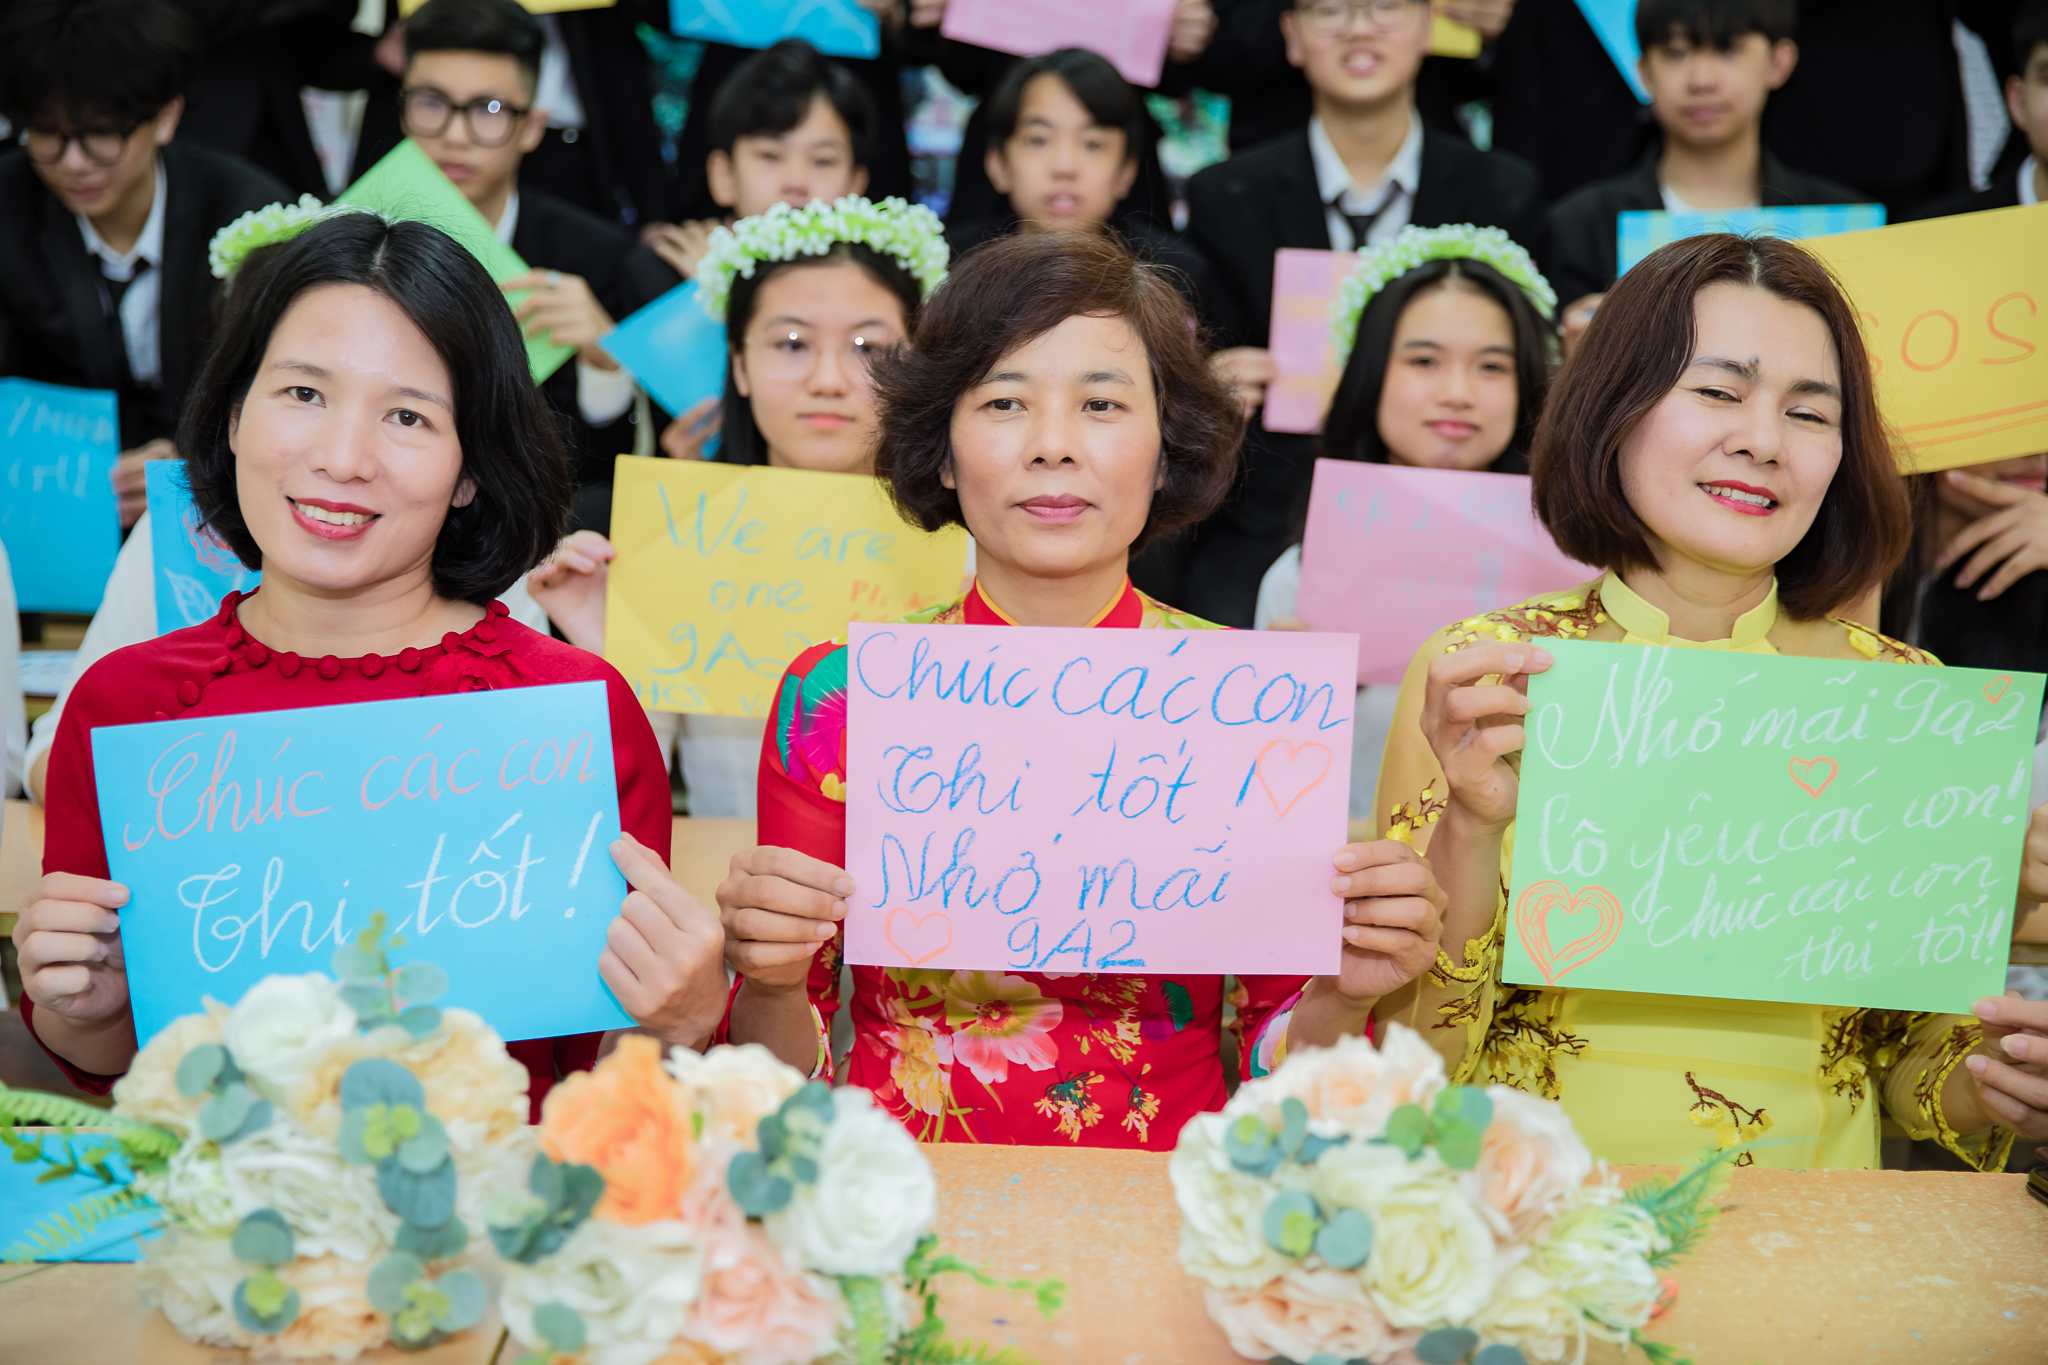 Chúc các con
Thi tốt!
Chúc các con
Thi tốt!
Nhớ mãi
9A2
Nhớ mãi 9a2
Cô yêu các con!
Chúc các con
thi tốt!
We are
one
9A2
SOS